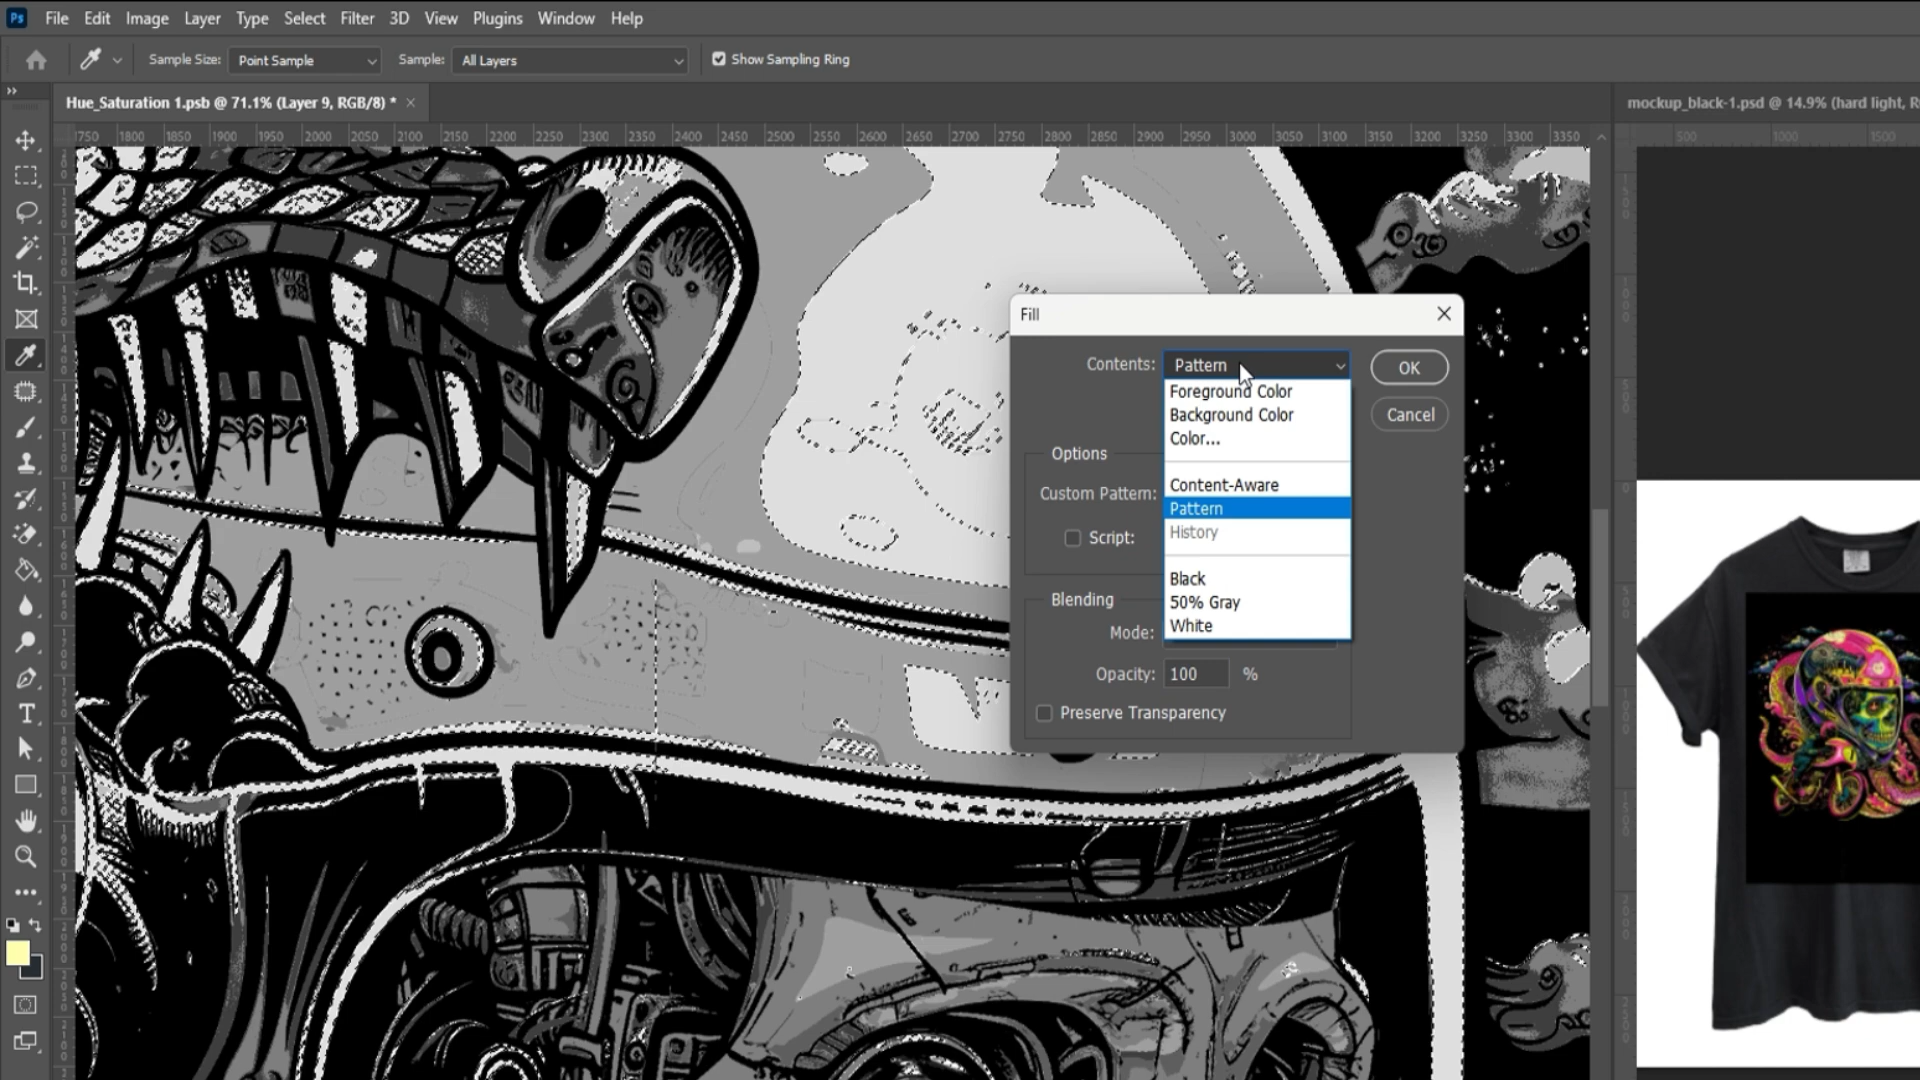 Ps File Edit Image Layer Type Select Filter 3D View Plugins Window Help
Sample Size: Point Sample Sample: All Layers Show Sampling Ring
Hue_Saturation 1.psb @ 71.1% (Layer 9, RGB/8) * ×
mockup_black-1.psd @ 14.9% (hard light, R
1750 1800 1850 1900 1950 2000 2050 2100 2150 2200 2250 2300 2350 2400 2450 2500 2550 2600 2650 2700 2750 2800 2850 2900 2950 3000 3050 3100 3150 3200 3250 3300 3350
500 1000 1500
Fill
Contents: Pattern
OK
Foreground Color
Background Color
Cancel
Color...
Options
Content-Aware
Custom Pattern:
Pattern
History
Script:
Black
Blending
50% Gray
White
Mode:
Opacity: 100 %
Preserve Transparency